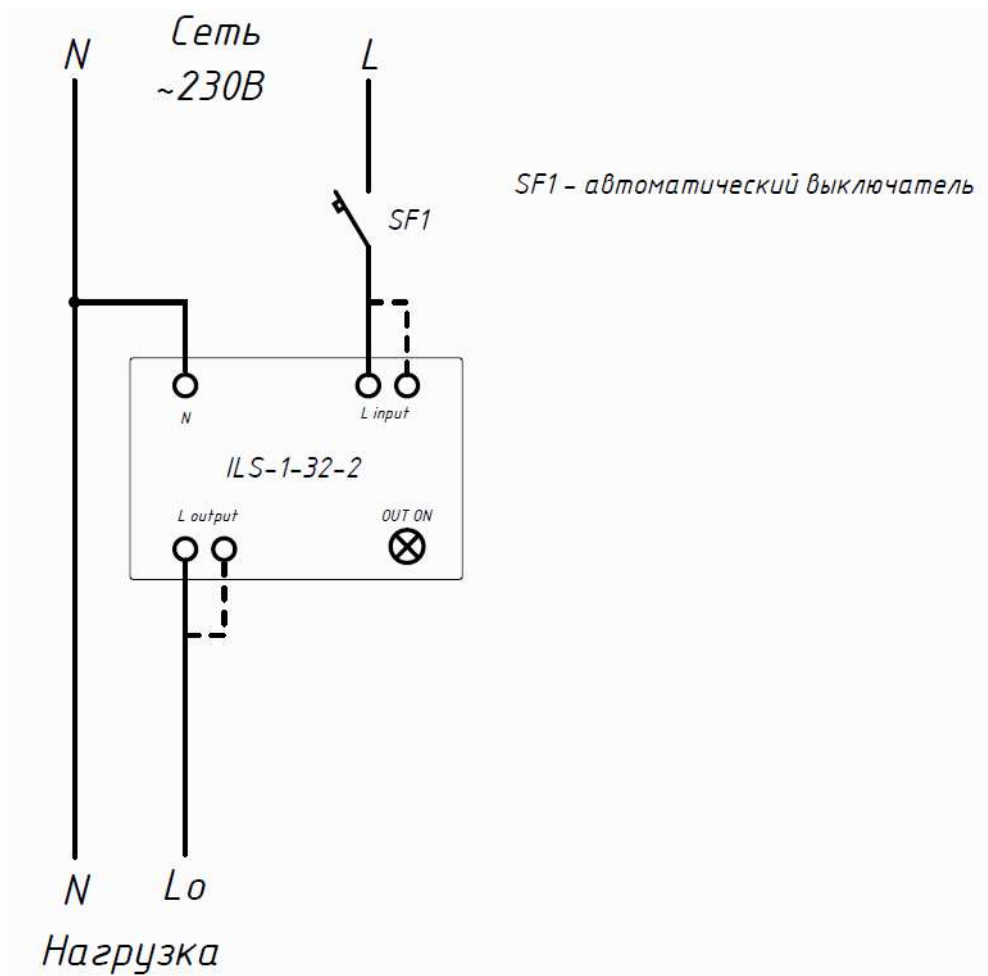 Сеть
~230В
N
L
SF1
SF1 - автоматический выключатель
N
L input
ILS-1-32-2
L output
OUT ON
N
Lo
Нагрузка